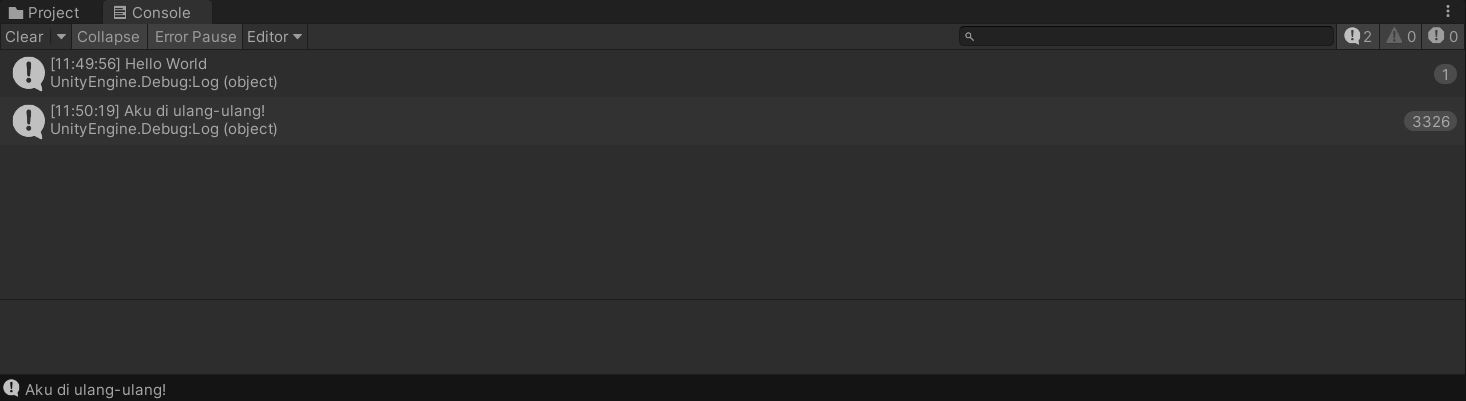 Project Console
Clear Collapse Error Pause Editor 2 0 0
[11:49:56] Hello World
UnityEngine.Debug:Log (object)
1
[11:50:19] Aku di ulang-ulang!
UnityEngine.Debug:Log (object)
3326
Aku di ulang-ulang!